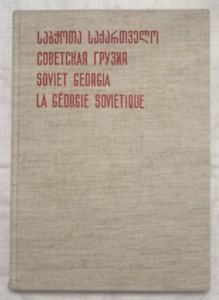 საბჭოთა საქართველო
СОВЕТСКАЯ ГРУЗИЯ
SOVIET GEORGIA
LA GÉORGIE SOVIÉTIQUE